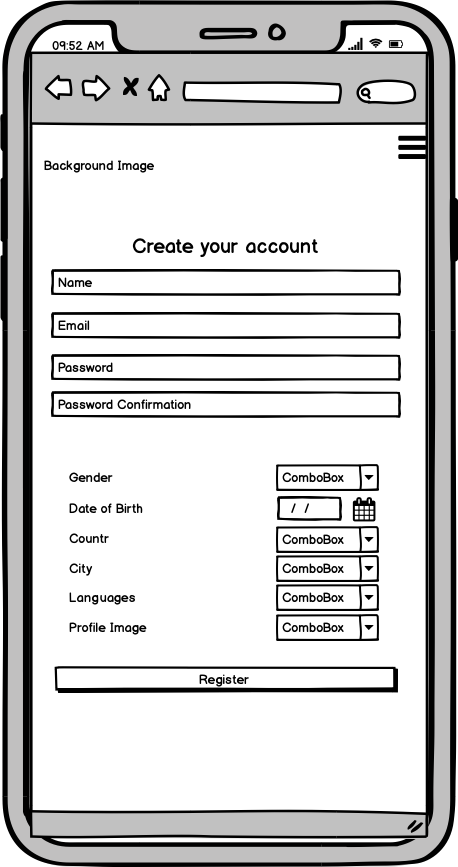 09:52 AM
Background Image
Create your account
Name
Email
Password
Password Confirmation
Gender ComboBox
Date of Birth / /
Countr ComboBox
City ComboBox
Languages ComboBox
Profile Image ComboBox
Register